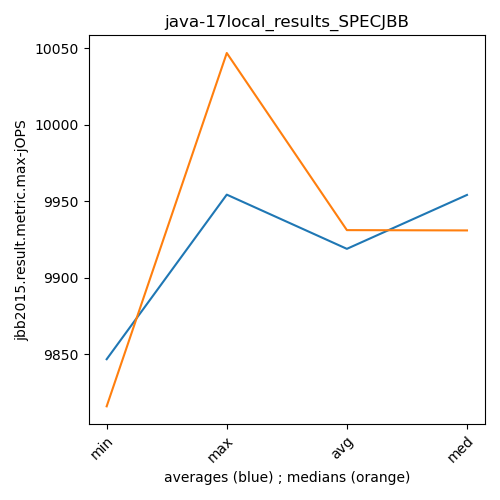 java-17local_results_SPECJBB
jbb2015.result.metric.max-jOPS
10050
10000
9950
9900
9850
min
max
avg
med
averages (blue) ; medians (orange)